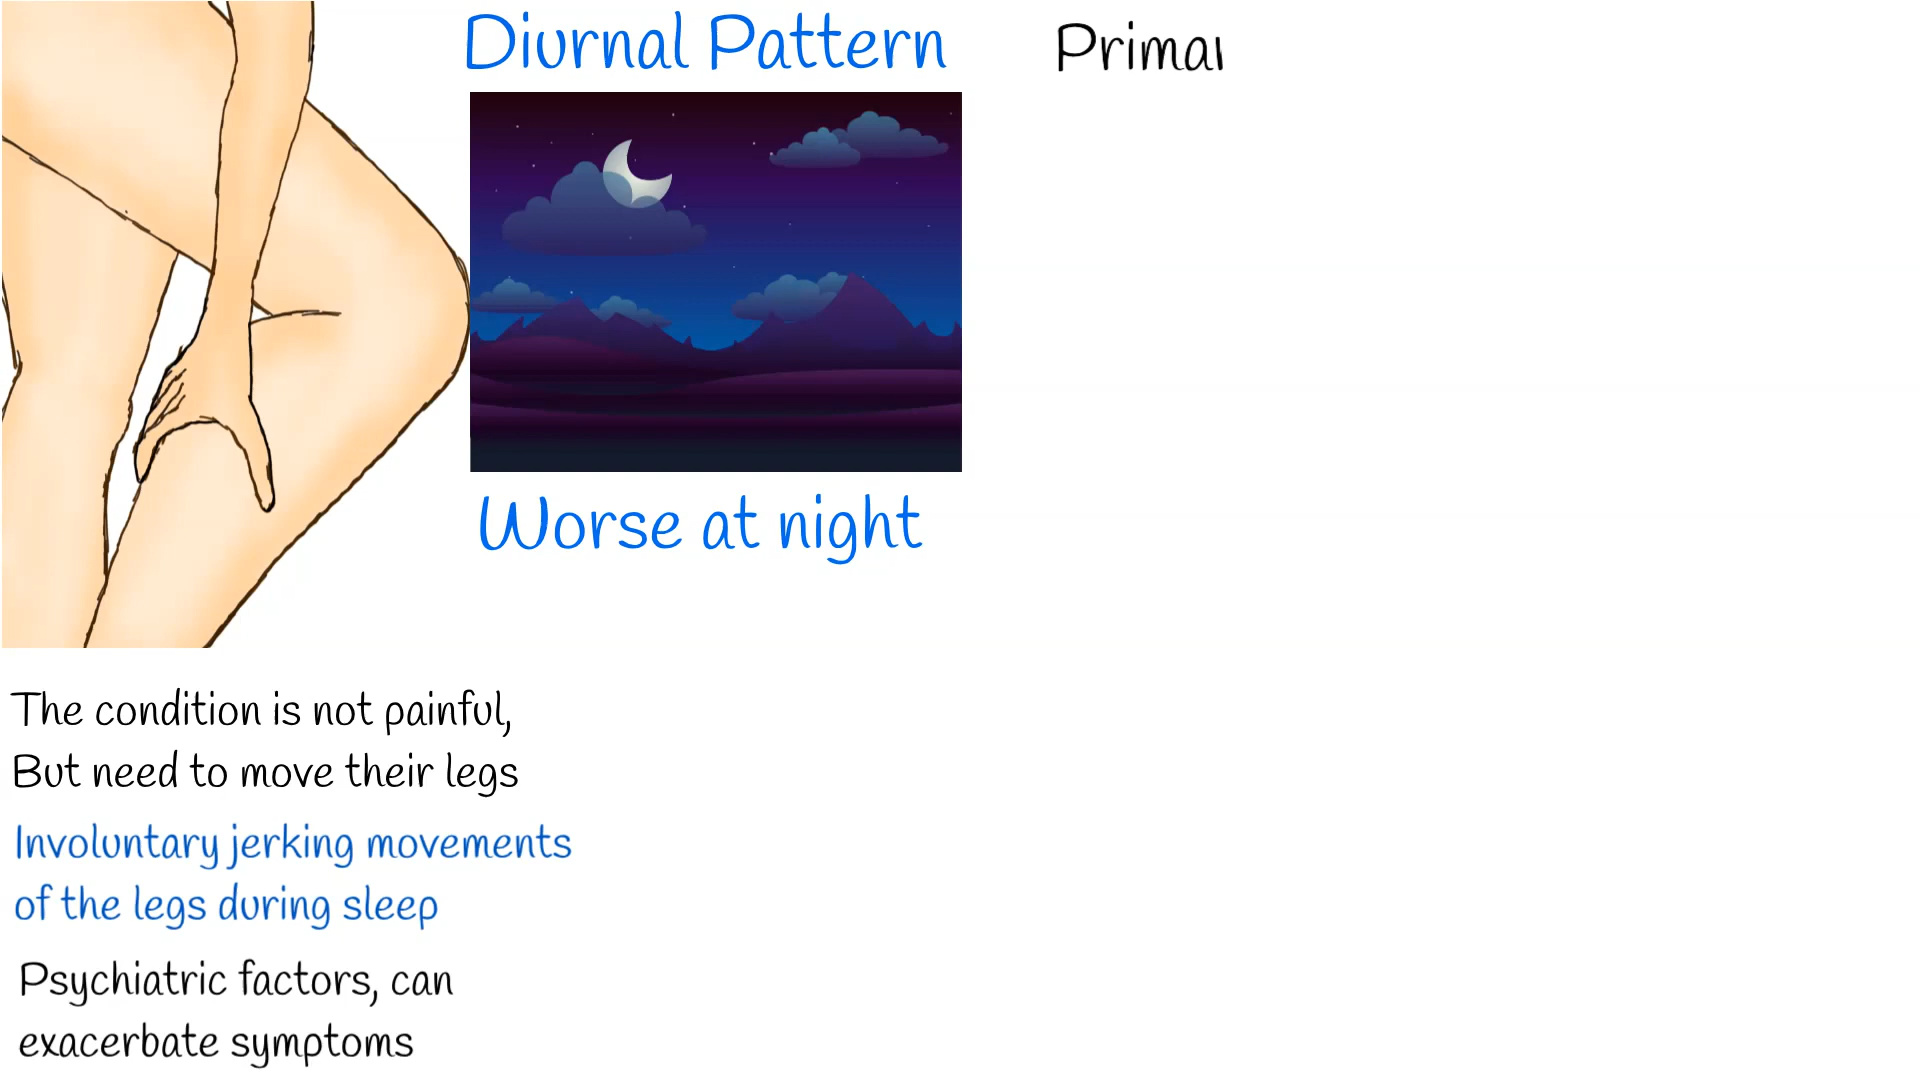 Diurnal Pattern
Worse at night
The condition is not painful,
But need to move their legs
Involuntary jerking movements
of the legs during sleep
Psychiatric factors, can
exacerbate symptoms